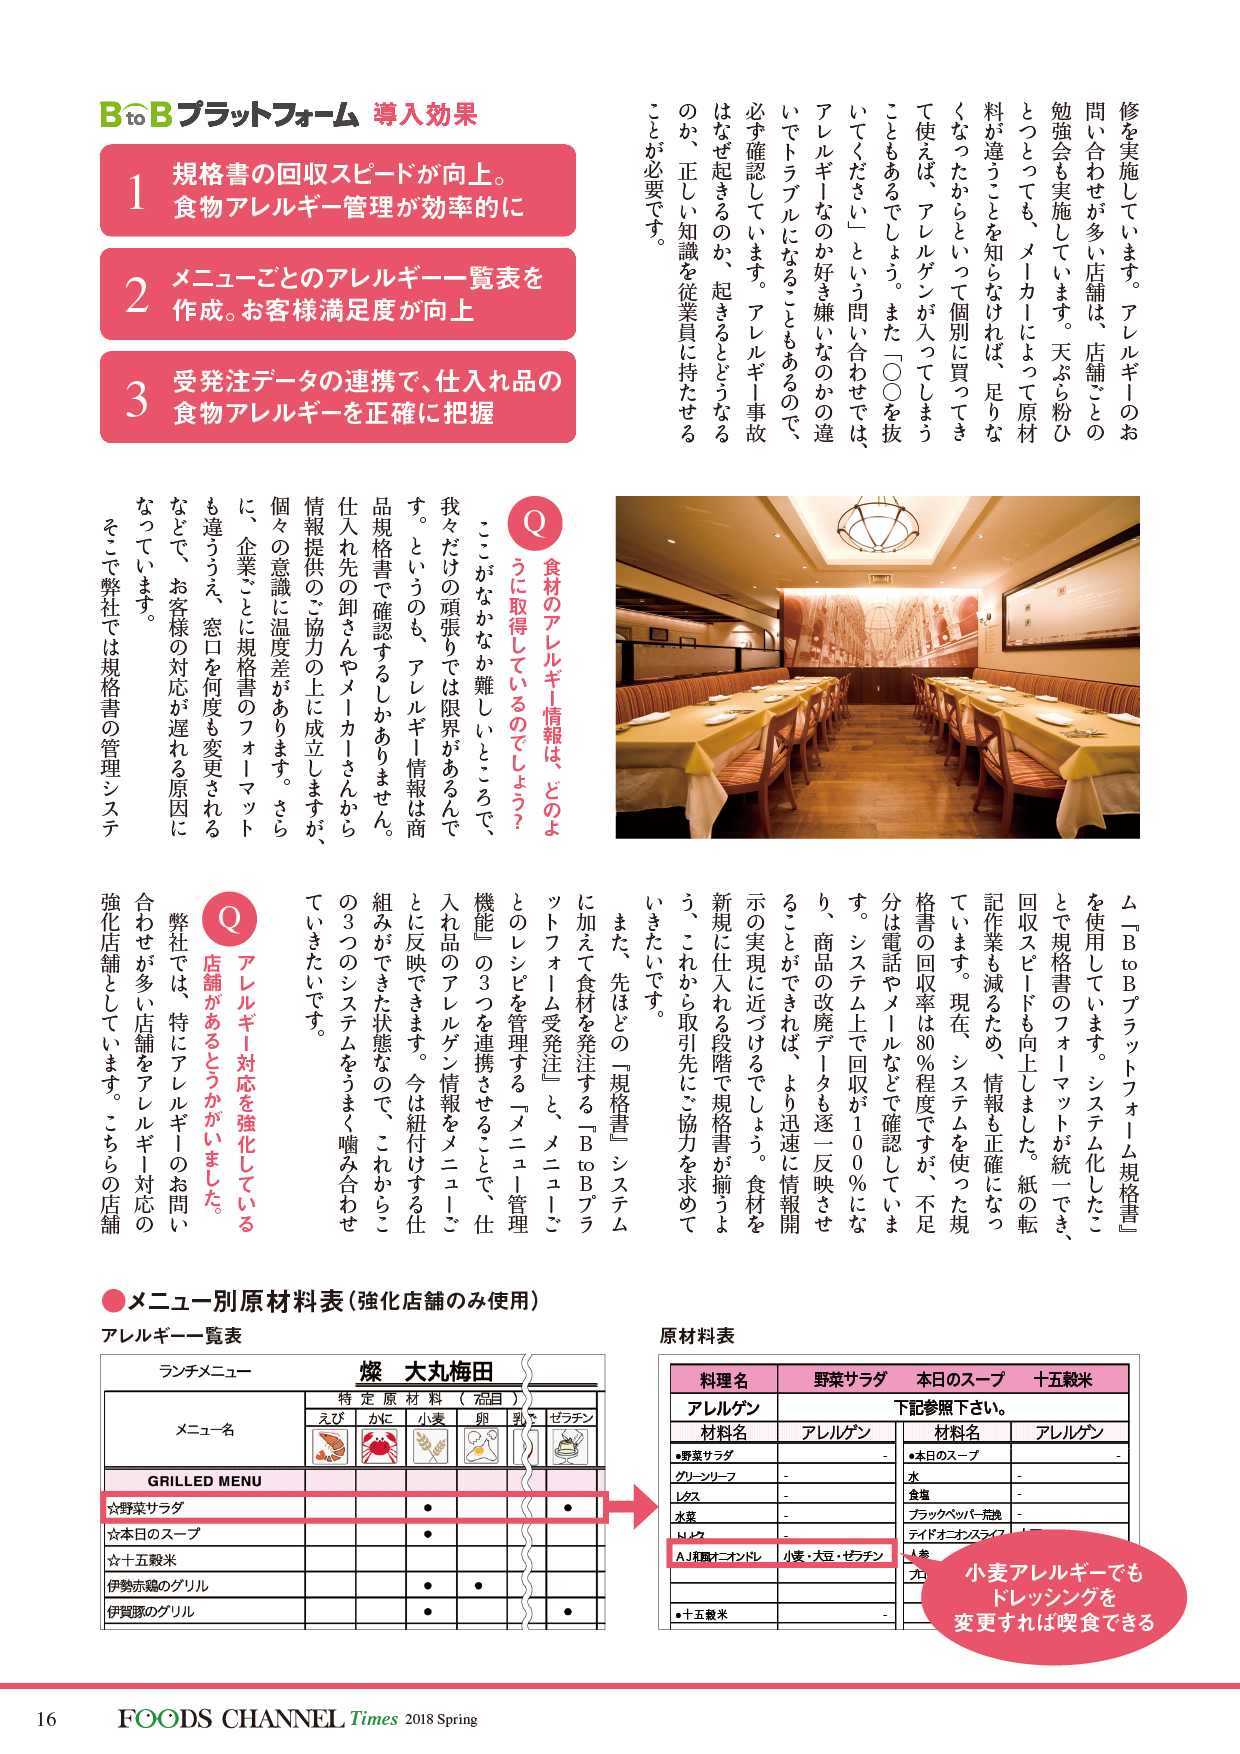 修を実施しています。アレルギーのお
問い合わせが多い店舗は、店舗ごとの
勉強会も実施しています。天ぷら粉ひ
とつとっても、メーカーによって原材
料が違うことを知らなければ、足りな
くなったからといって個別に買ってき
て使えば、アレルゲンが入ってしまう
こともあるでしょう。また「〇〇を抜
いてください」という問い合わせでは、
アレルギーなのか好き嫌いなのかの違
いでトラブルになることもあるので、
必ず確認しています。アレルギー事故
はなぜ起きるのか、起きるとどうなる
のか、正しい知識を従業員に持たせる
ことが必要です。
BtoBプラットフォーム 導入効果
1 規格書の回収スピードが向上。
食物アレルギー管理が効率的に
2 メニューごとのアレルギー一覧表を
作成。お客様満足度が向上
3 受発注データの連携で、仕入れ品の
食物アレルギーを正確に把握
Q 食材のアレルギー情報は、どのよ
うに取得しているのでしょう？
ここがなかなか難しいところで、
我々だけの頑張りでは限界があるんで
す。というのも、アレルギー情報は商
品規格書で確認するしかありません。
仕入れ先の卸さんやメーカーさんから
情報提供のご協力の上に成立しますが、
個々の意識に温度差があります。さら
に、企業ごとに規格書のフォーマット
も違ううえ、窓口を何度も変更される
などで、お客様の対応が遅れる原因に
なっています。
そこで弊社では規格書の管理システ
ム『BtoBプラットフォーム規格書』
を使用しています。システム化したこ
とで規格書のフォーマットが統一でき、
回収スピードも向上しました。紙の転
記作業も減るため、情報も正確になっ
ています。現在、システムを使った規
格書の回収率は80％程度ですが、不足
分は電話やメールなどで確認していま
す。システム上で回収が100％にな
り、商品の改廃データも逐一反映させ
ることができれば、より迅速に情報開
示の実現に近づけるでしょう。食材を
新規に仕入れる段階で規格書が揃うよ
う、これから取引先にご協力を求めて
いきたいです。
また、先ほどの『規格書』システム
に加えて食材を発注する『BtoBプラ
ットフォーム受発注』と、メニューご
とのレシピを管理する『メニュー管理
機能』の3つを連携させることで、仕
入れ品のアレルゲン情報をメニューご
とに反映できます。今は紐付けする仕
組みができた状態なので、これからこ
の3つのシステムをうまく噛み合わせ
ていきたいです。
Q アレルギー対応を強化している
店舗があるとうかがいました。
弊社では、特にアレルギーのお問い
合わせが多い店舗をアレルギー対応の
強化店舗としています。こちらの店舗
●メニュー別原材料表（強化店舗のみ使用）
アレルギー一覧表
ランチメニュー 燦 大丸梅田
特定原材料（7品目）
メニュー名 えび かに 小麦 卵 ゼラチン
GRILLED MENU
☆野菜サラダ ● ●
☆本日のスープ ●
☆十五穀米
伊勢赤鶏のグリル ● ●
伊賀豚のグリル ● ●
原材料表
料理名 野菜サラダ 本日のスープ 十五穀米
アレルゲン 下記参照下さい。
材料名 アレルゲン 材料名 アレルゲン
●野菜サラダ - ●本日のスープ -
グリーンリーフ - 水 -
レタス - 食塩 -
水菜 - ブラックペッパー荒挽 -
トレビス - テイドオニオンスライス
AJ和風オニオンドレ 小麦・大豆・ゼラチン 人参
●十五穀米 -
小麦アレルギーでも
ドレッシングを
変更すれば喫食できる
16 FOODS CHANNEL Times 2018 Spring